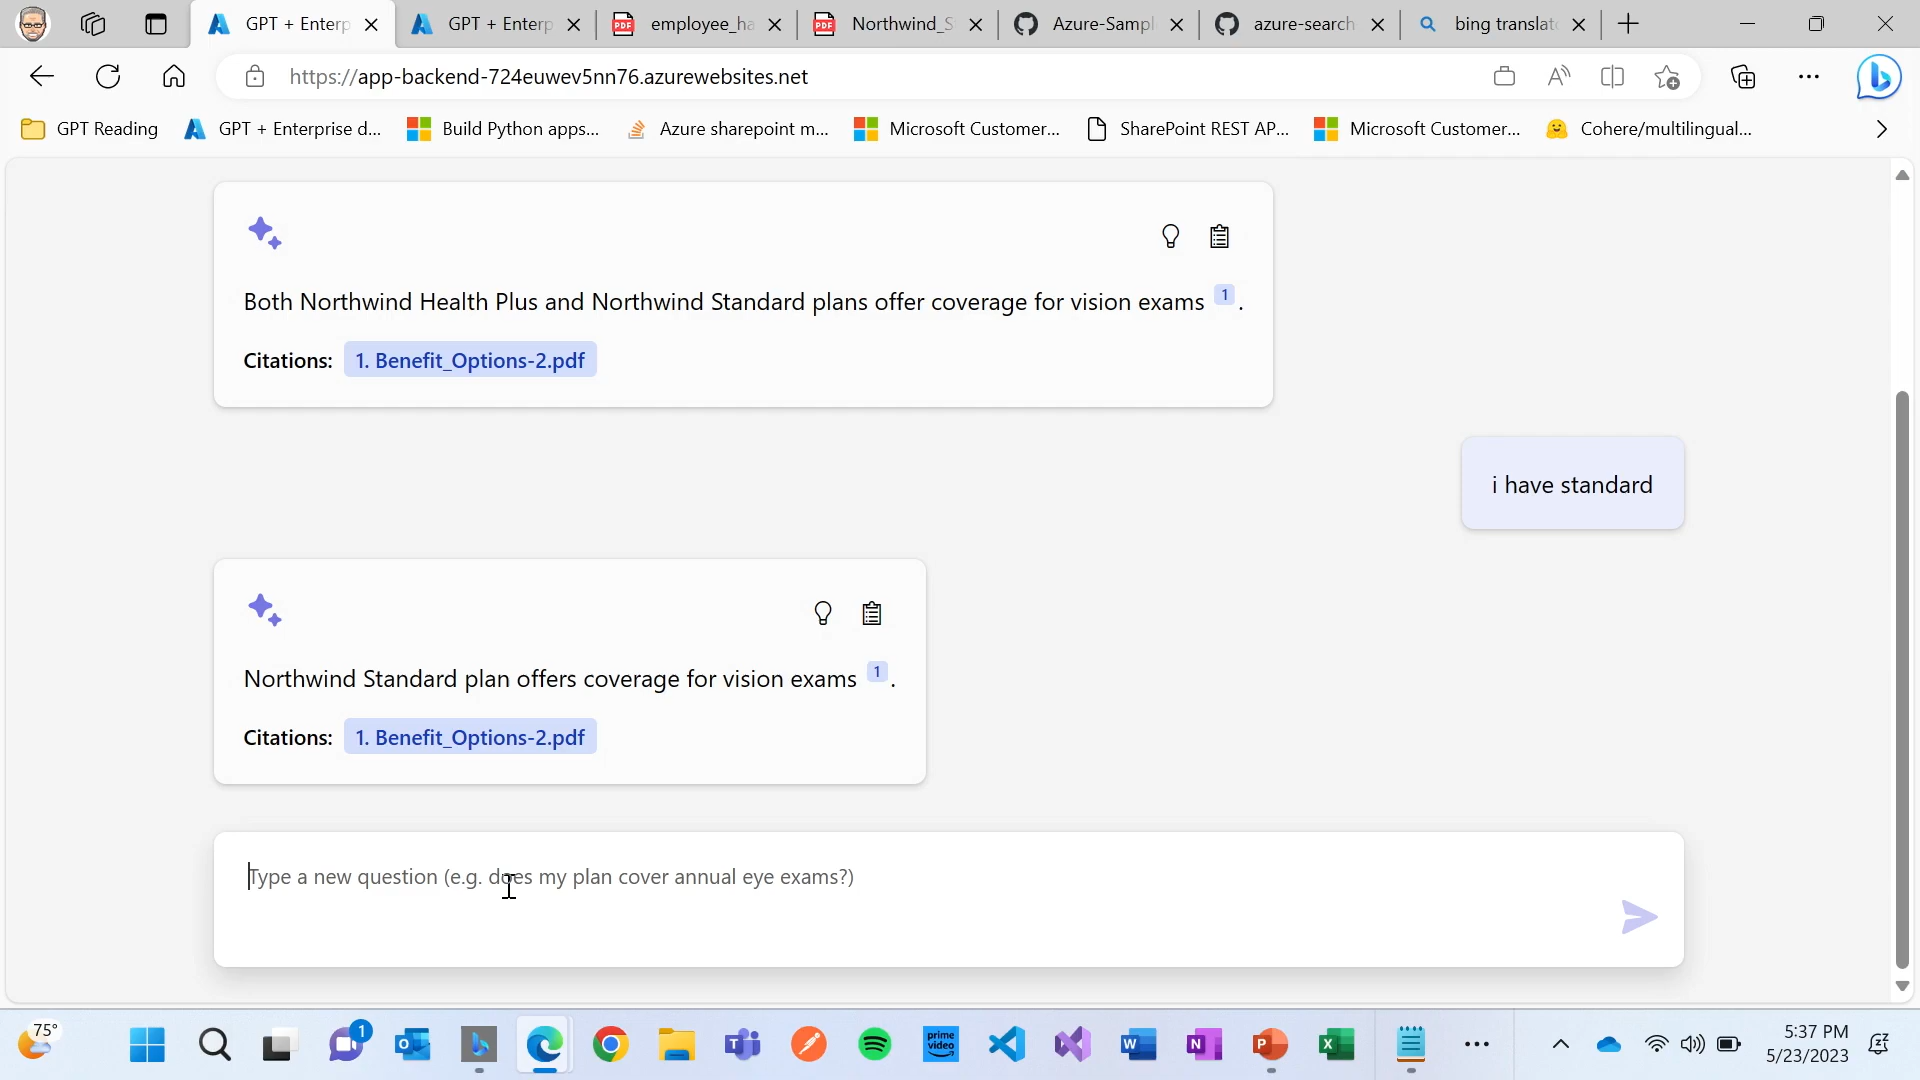 GPT + Enterp
GPT + Enterp
PDF
employee_ha
PDF
Northwind_S
Azure-Sampl
azure-search
bing translat
https://app-backend-724euwev5nn76.azurewebsites.net
GPT Reading
GPT + Enterprise d...
Build Python apps...
Azure sharepoint m...
Microsoft Customer...
SharePoint REST AP...
Microsoft Customer...
Cohere/multilingual...
Both Northwind Health Plus and Northwind Standard plans offer coverage for vision exams 1 .
Citations: 1. Benefit_Options-2.pdf
i have standard
Northwind Standard plan offers coverage for vision exams 1 .
Citations: 1. Benefit_Options-2.pdf
Type a new question (e.g. does my plan cover annual eye exams?)
75°
1
prime video
5:37 PM
5/23/2023